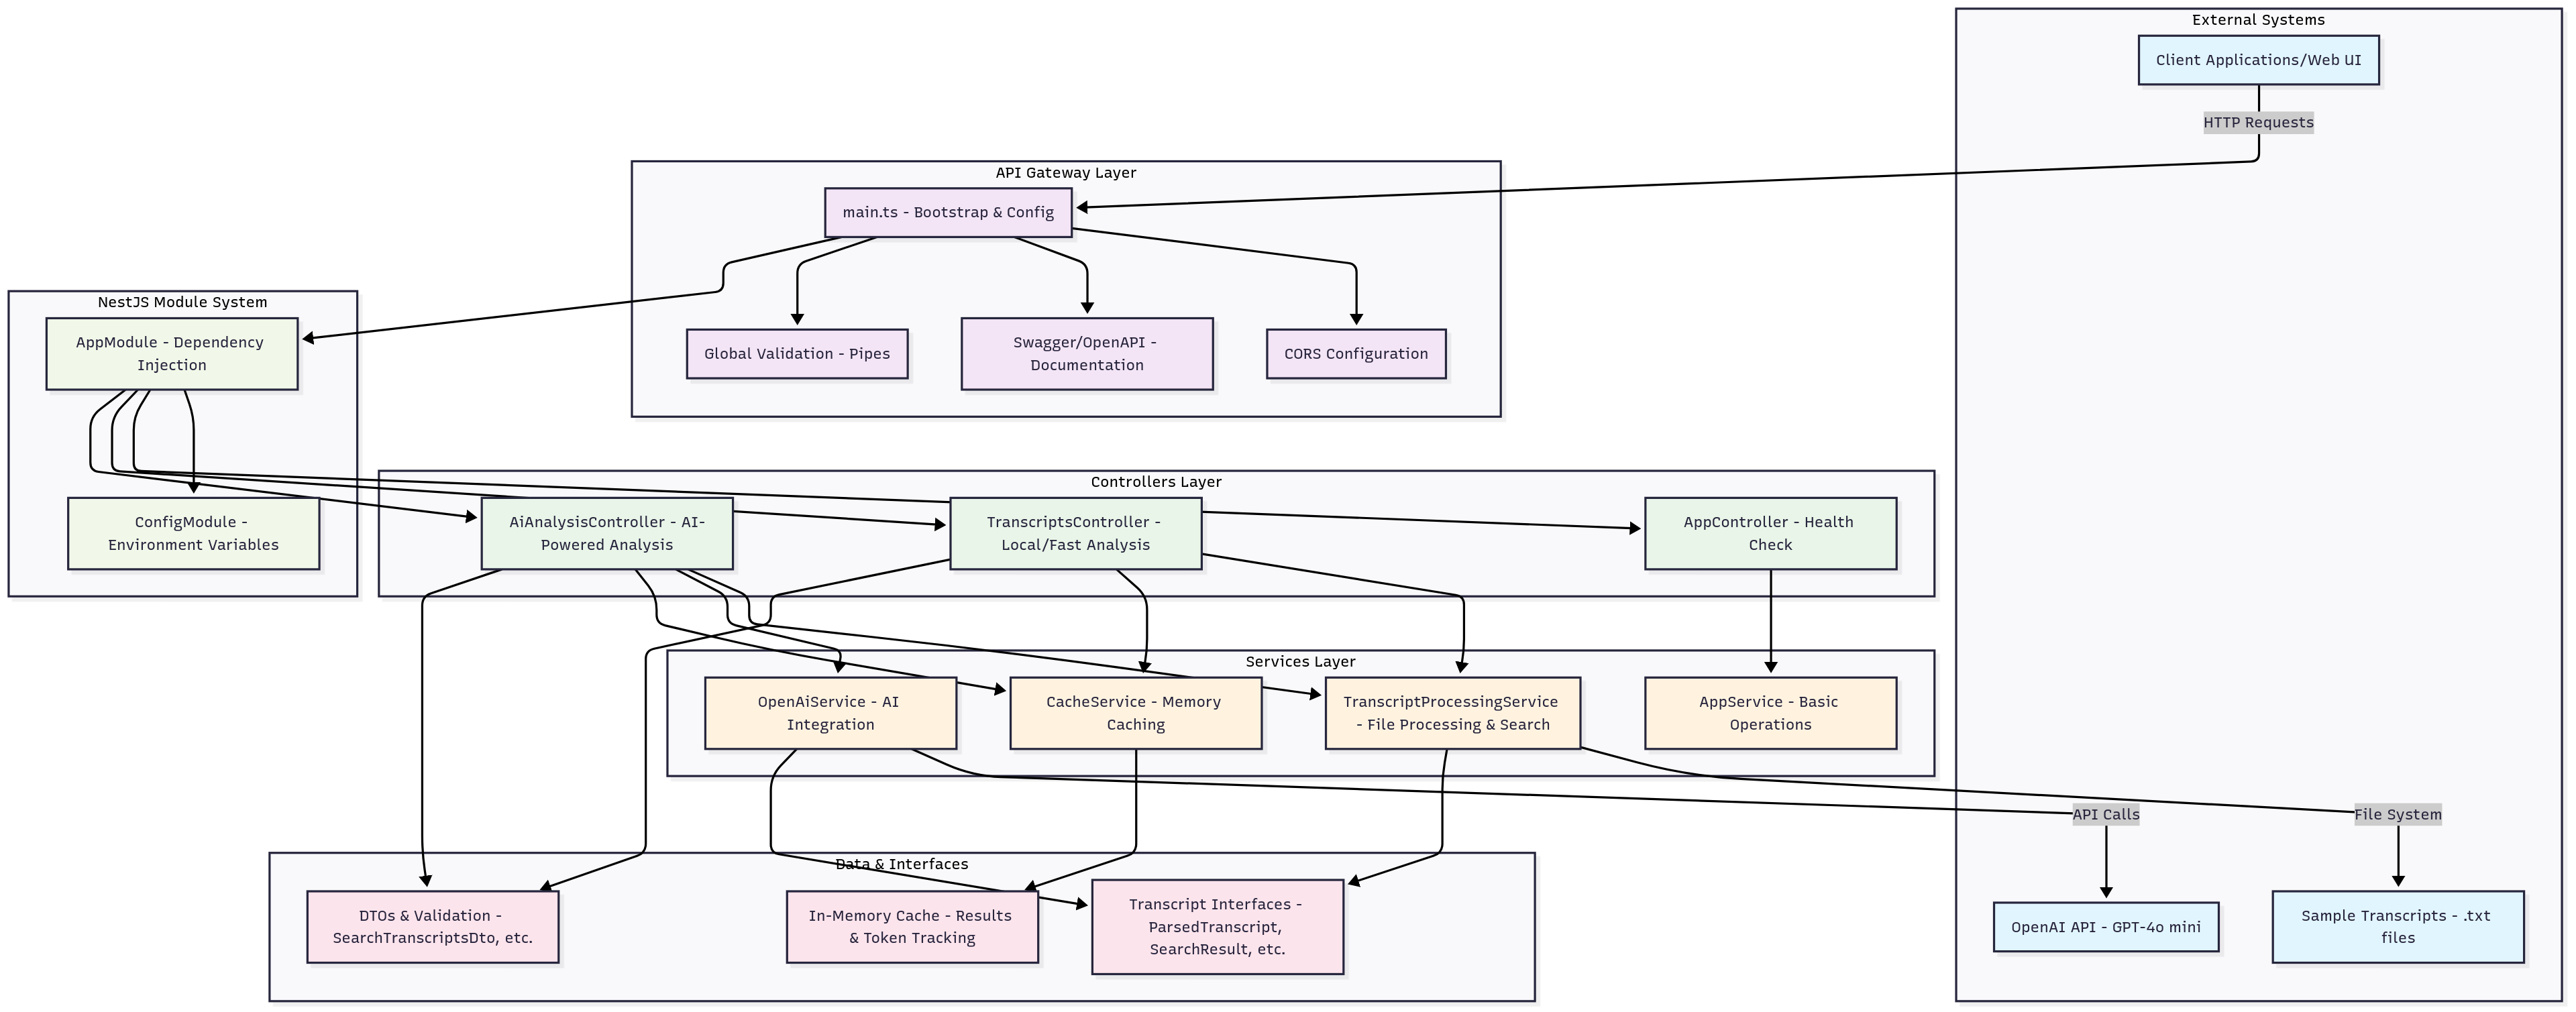 External Systems
Client Applications/Web UI
HTTP Requests
API Gateway Layer
main.ts - Bootstrap & Config
Global Validation - Pipes
Swagger/OpenAPI -
Documentation
CORS Configuration
NestJS Module System
AppModule - Dependency
Injection
ConfigModule -
Environment Variables
Controllers Layer
AiAnalysisController - AI-
Powered Analysis
TranscriptsController -
Local/Fast Analysis
AppController - Health
Check
Services Layer
OpenAiService - AI
Integration
CacheService - Memory
Caching
TranscriptProcessingService
- File Processing & Search
AppService - Basic
Operations
API Calls
File System
Data & Interfaces
DTOs & Validation -
SearchTranscriptsDto, etc.
In-Memory Cache - Results
& Token Tracking
Transcript Interfaces -
ParsedTranscript,
SearchResult, etc.
OpenAI API - GPT-4o mini
Sample Transcripts - .txt
files